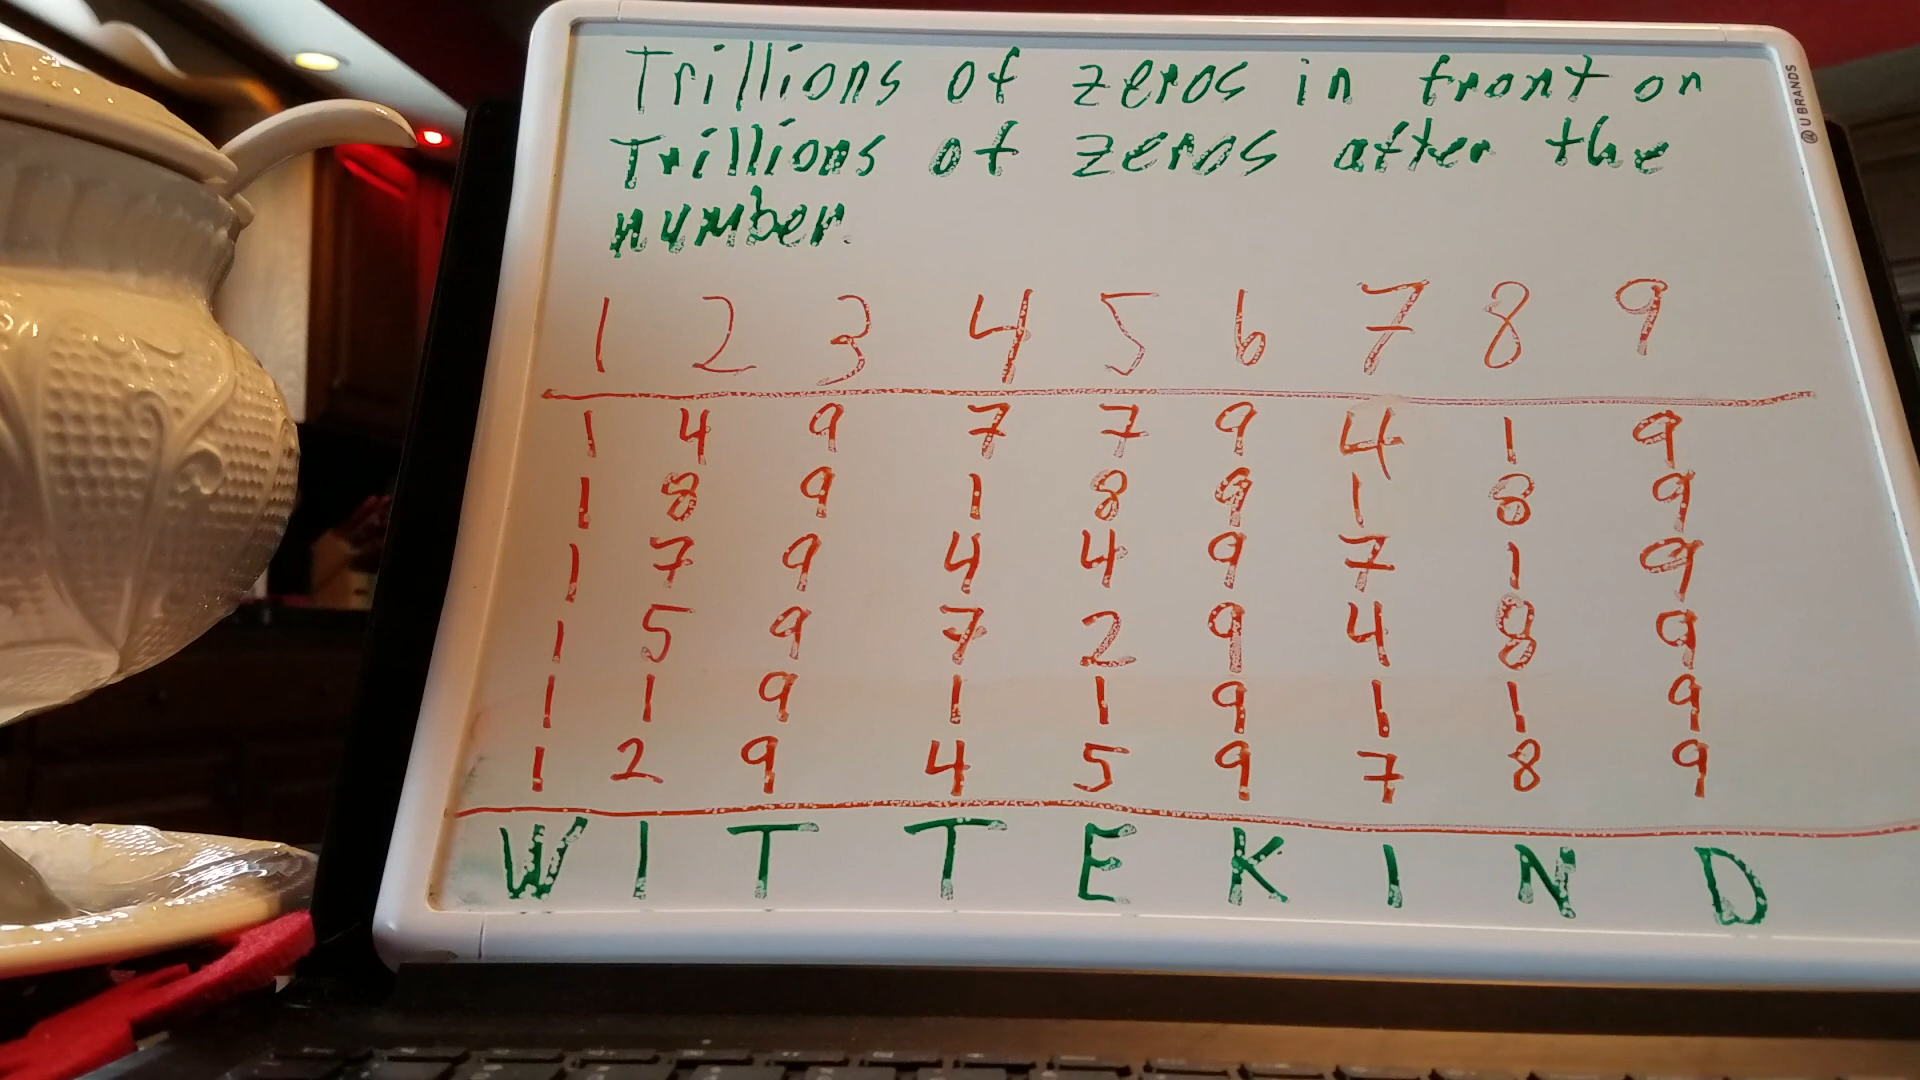 Trillions of zeros in front on
Trillions of zeros after the
number.
1 2 3 4 5 6 7 8 9
1 4 9 7 7 9 4 1 9
1 8 9 1 8 9 1 8 9
1 7 9 4 4 9 7 1 9
1 5 9 7 2 9 4 8 9
1 1 9 1 1 9 1 1 9
1 2 9 4 5 9 7 8 9
W I T T E K I N D
U BRANDS